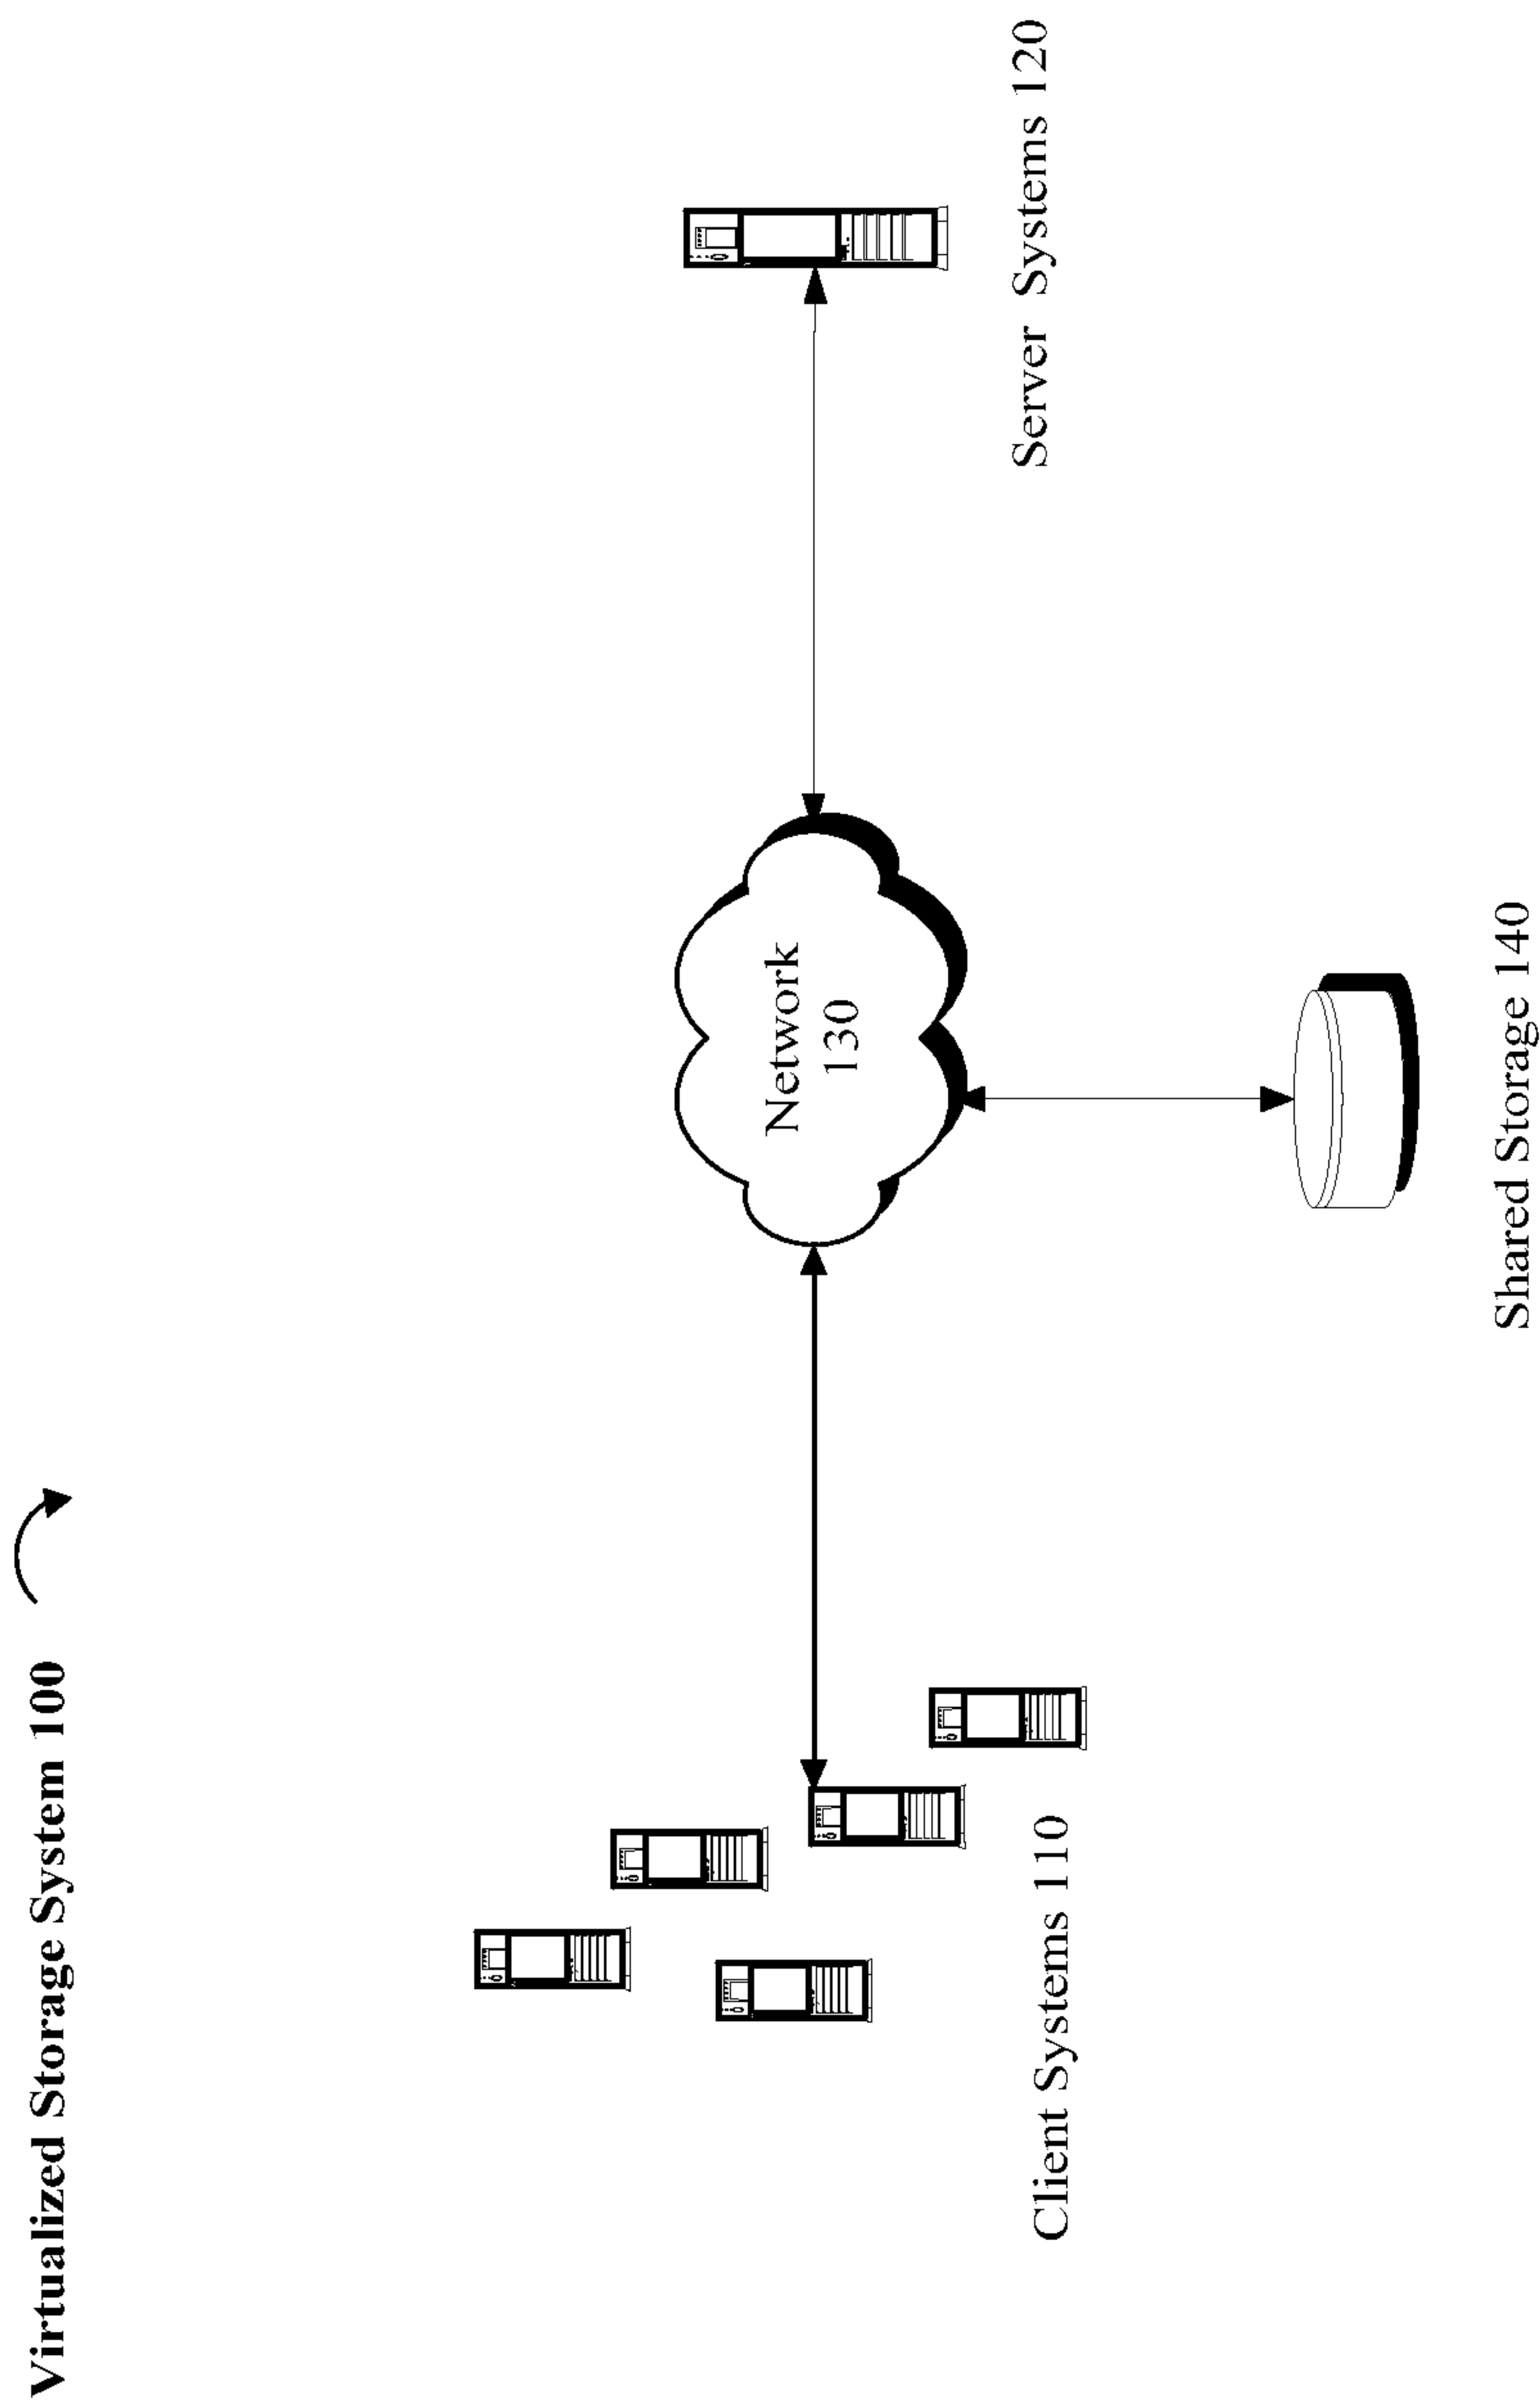 Virtualized Storage System 100
Client Systems 110
Network
130
Server Systems 120
Shared Storage 140